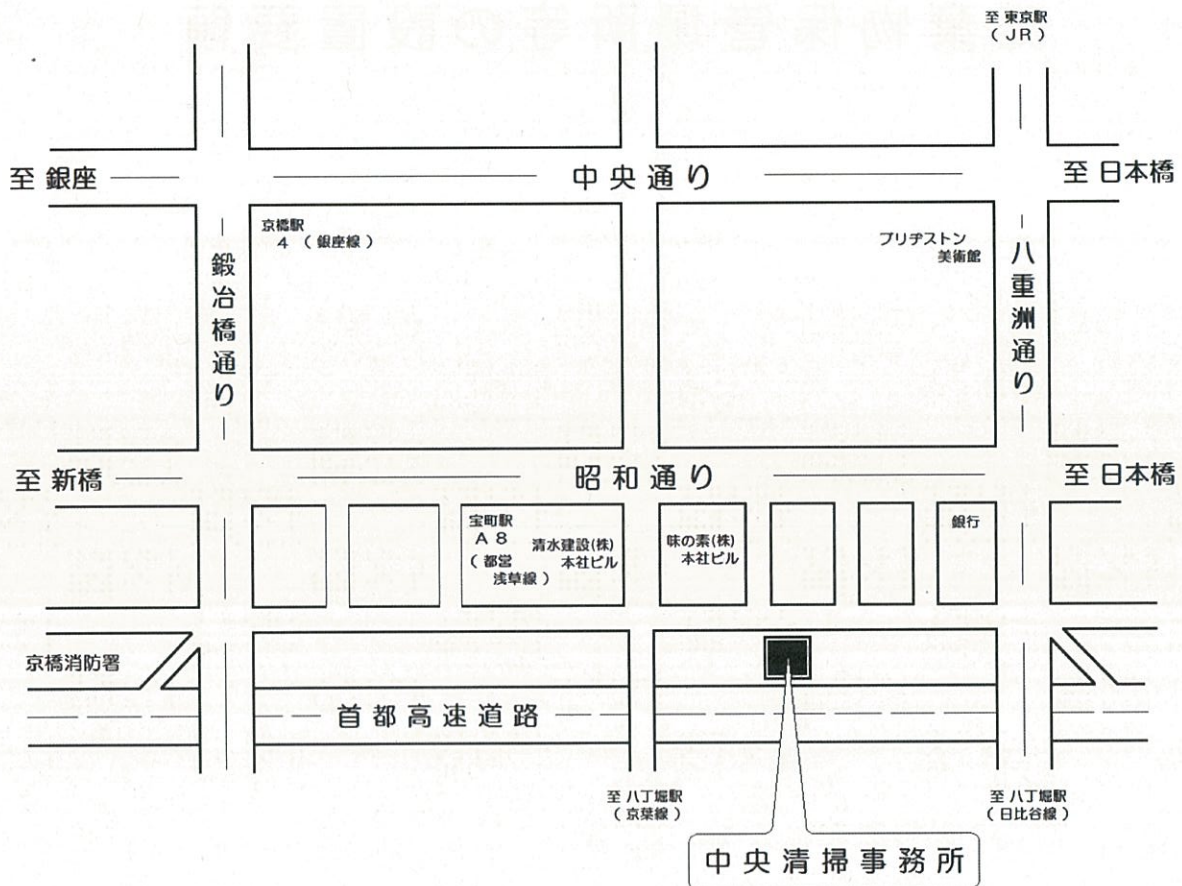 至 東京駅
( JR )
至 銀座
中央通り
至 日本橋
京橋駅
4 ( 銀座線 )
ブリヂストン
美術館
鍛冶橋通り
八重洲通り
至 新橋
昭和通り
至 日本橋
宝町駅
A8
( 都営
浅草線 )
清水建設(株)
本社ビル
味の素(株)
本社ビル
銀行
京橋消防署
首都高速道路
至 八丁堀駅
( 京葉線 )
至 八丁堀駅
( 日比谷線 )
中央清掃事務所